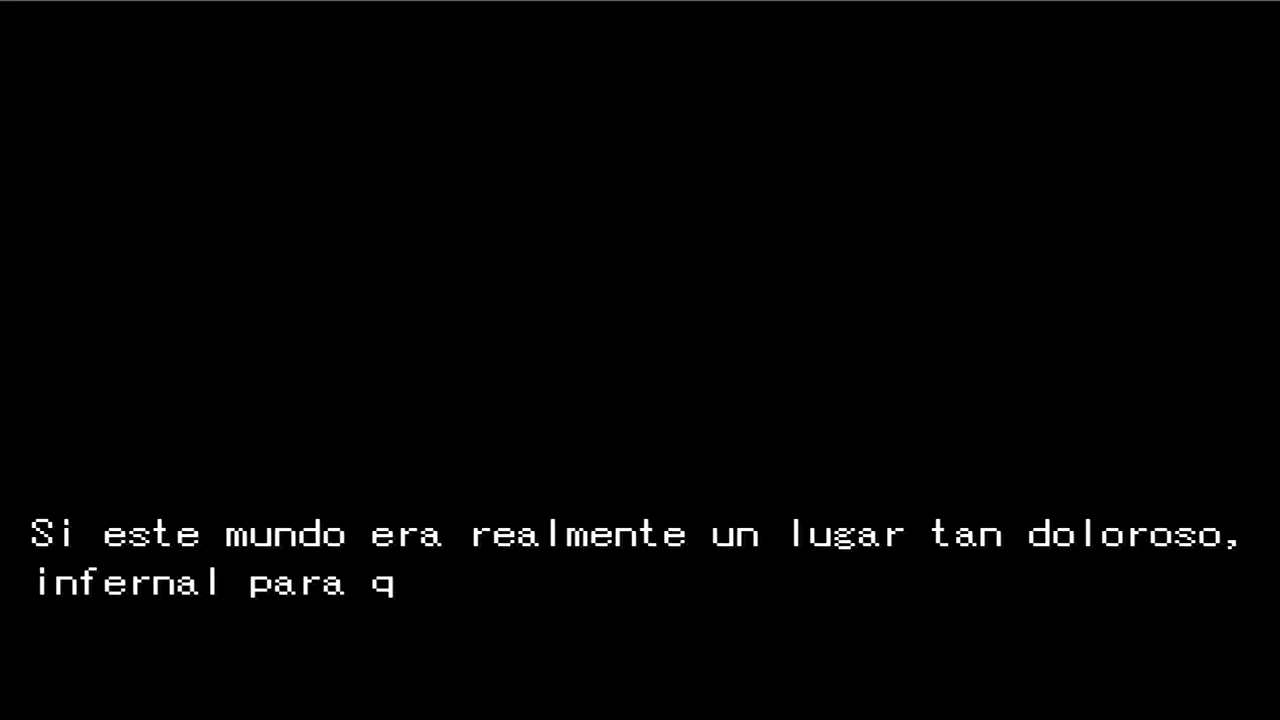 Si este mundo era realmente un lugar tan doloroso,
infernal para q